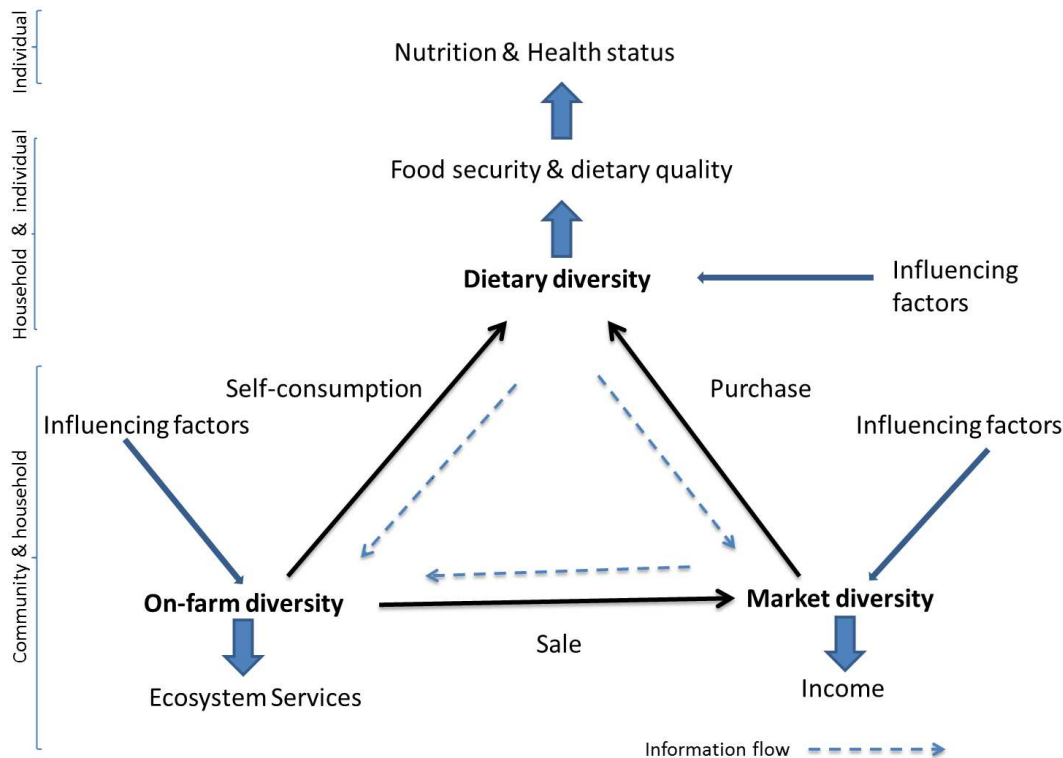 Individual
Nutrition & Health status
Household & individual
Food security & dietary quality
Dietary diversity
Influencing
factors
Self-consumption
Purchase
Influencing factors
Influencing factors
Community & household
On-farm diversity
Market diversity
Sale
Ecosystem Services
Income
Information flow